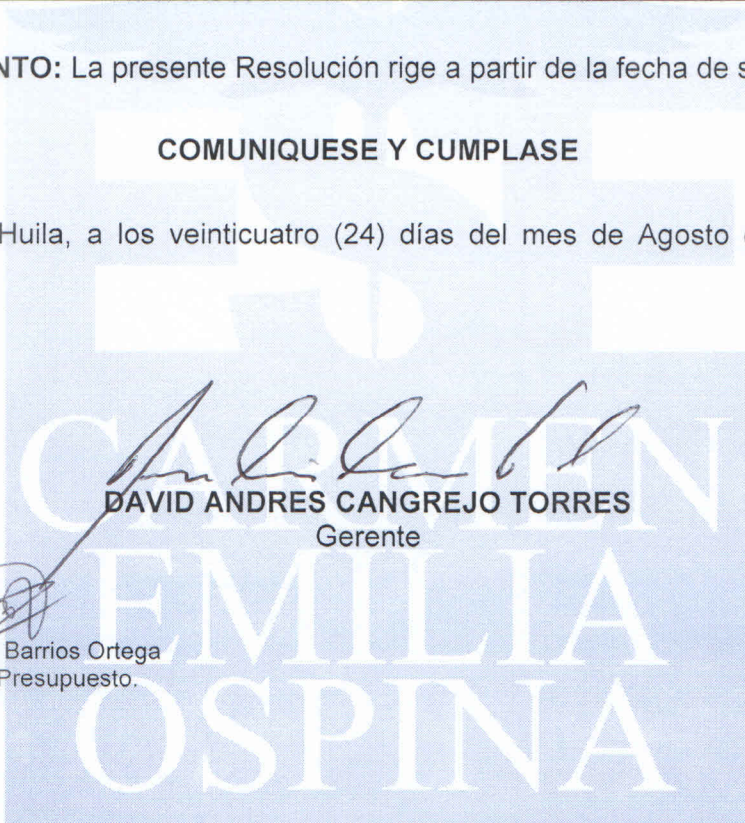 NTO: La presente Resolución rige a partir de la fecha de s
COMUNIQUESE Y CUMPLASE
Huila, a los veinticuatro (24) días del mes de Agosto
DAVID ANDRES CANGREJO TORRES
Gerente
Barrios Ortega
Presupuesto.
ESE
CARMEN
EMILIA
OSPINA